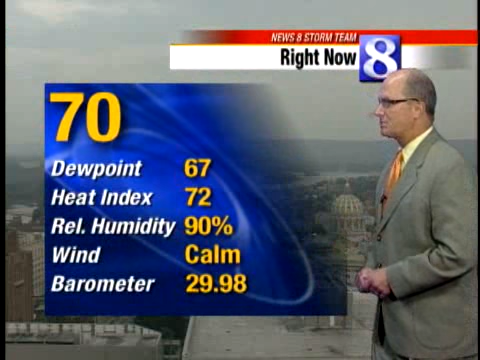 NEWS 8 STORM TEAM
Right Now 8
70
Dewpoint 67
Heat Index 72
Rel. Humidity 90%
Wind Calm
Barometer 29.98